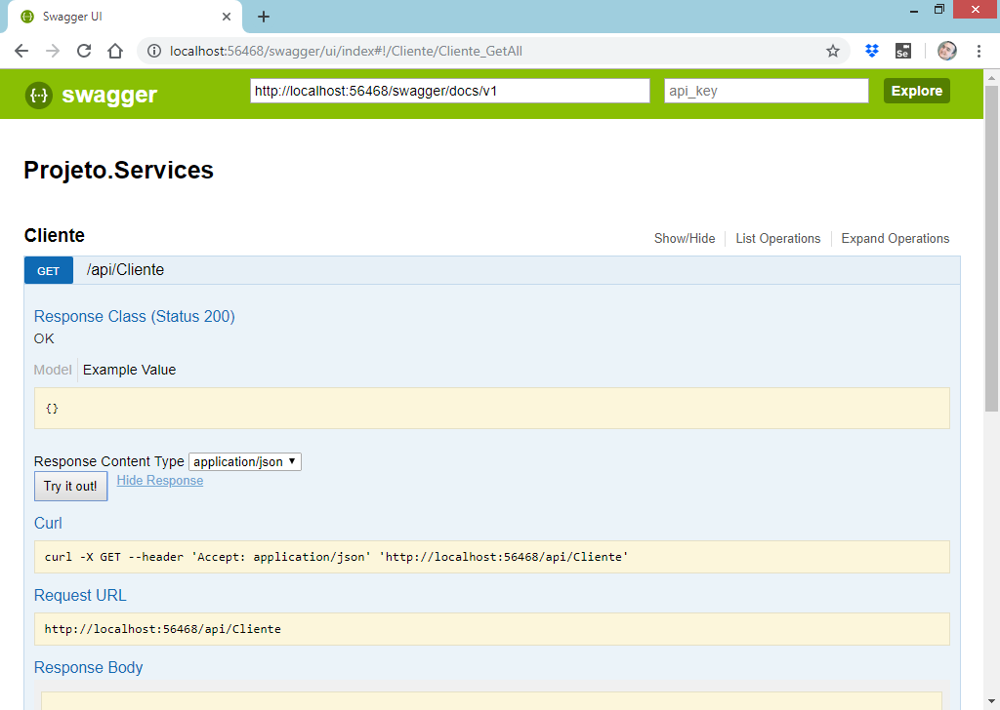 Swagger UI
localhost:56468/swagger/ui/index#!/Cliente/Cliente_GetAll
Se
{··} swagger
http://localhost:56468/swagger/docs/v1
api_key
Explore
Projeto.Services
Cliente
Show/Hide
List Operations
Expand Operations
GET /api/Cliente
Response Class (Status 200)
OK
Model Example Value
{}
Response Content Type application/json
Try it out! Hide Response
Curl
curl -X GET --header 'Accept: application/json' 'http://localhost:56468/api/Cliente'
Request URL
http://localhost:56468/api/Cliente
Response Body